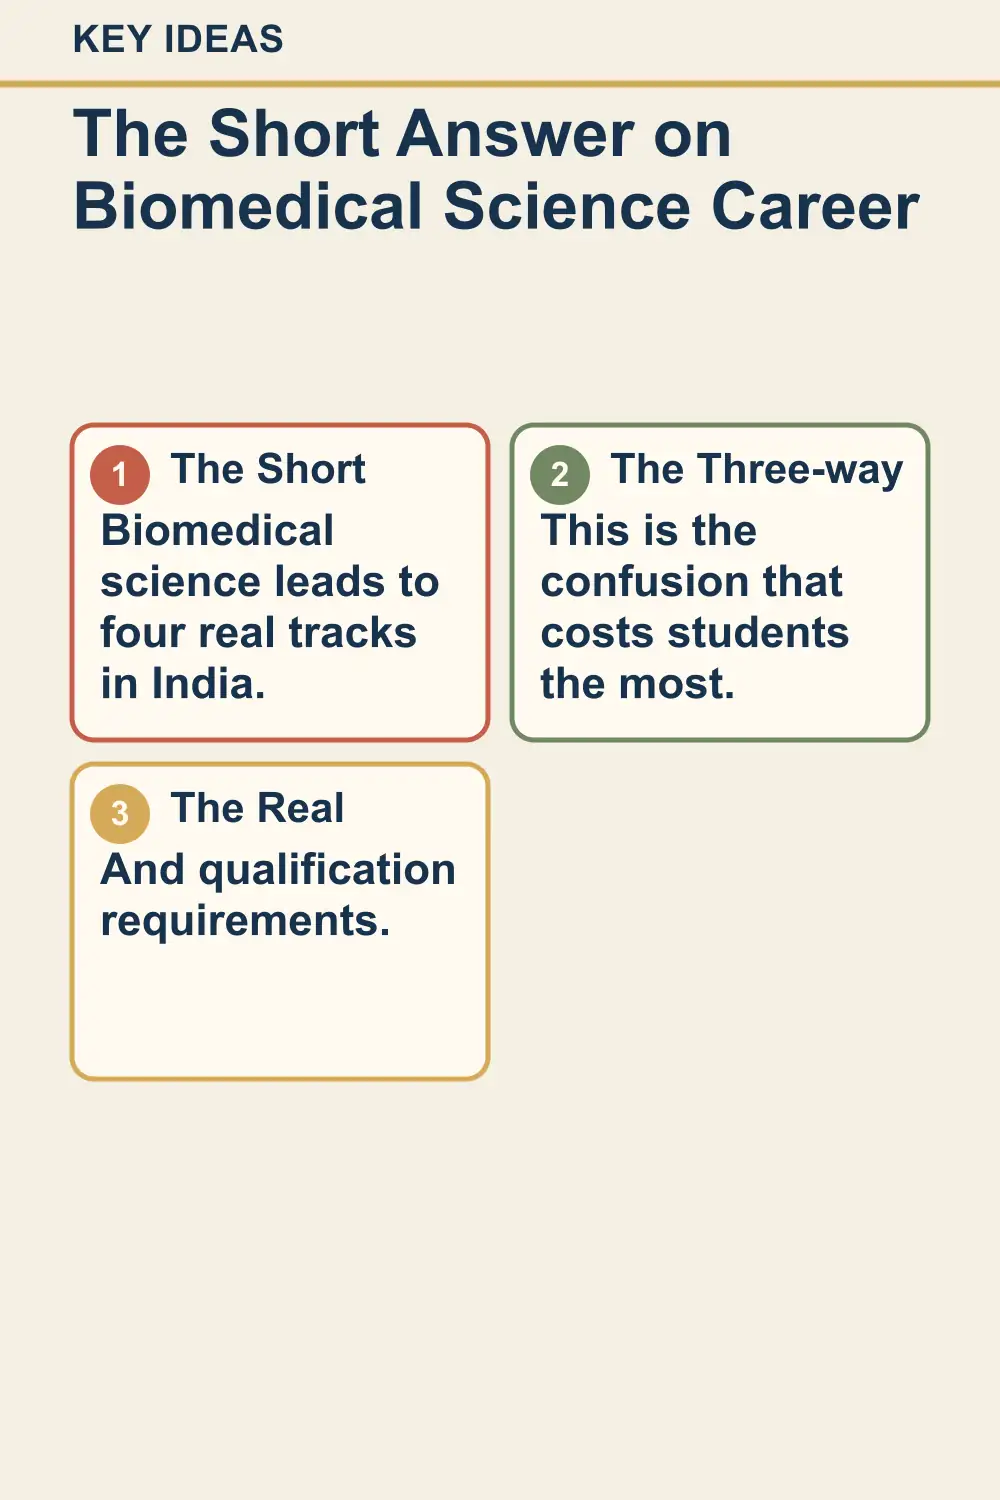 KEY IDEAS
The Short Answer on
Biomedical Science Career
1 The Short
Biomedical
science leads to
four real tracks
in India.
2 The Three-way
This is the
confusion that
costs students
the most.
3 The Real
And qualification
requirements.